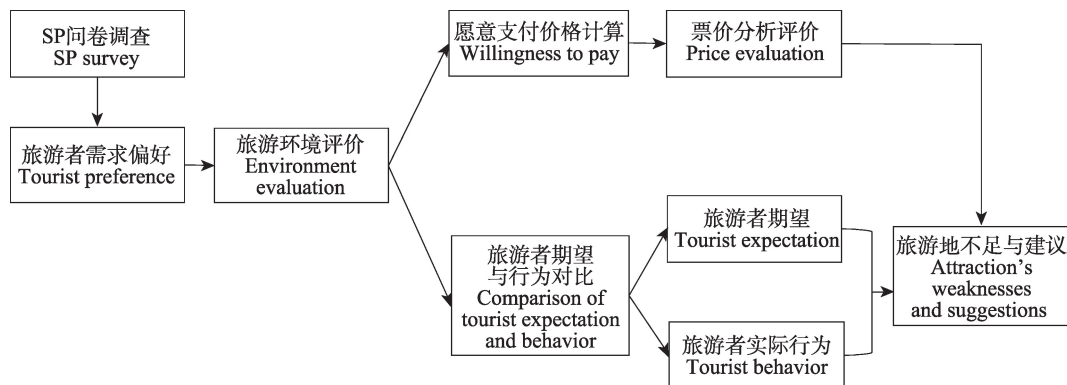 SP问卷调查
SP survey
旅游者需求偏好
Tourist preference
旅游环境评价
Environment
evaluation
愿意支付价格计算
Willingness to pay
票价分析评价
Price evaluation
旅游者期望
与行为对比
Comparison of
tourist expectation
and behavior
旅游者期望
Tourist expectation
旅游者实际行为
Tourist behavior
旅游地不足与建议
Attraction's
weaknesses
and suggestions